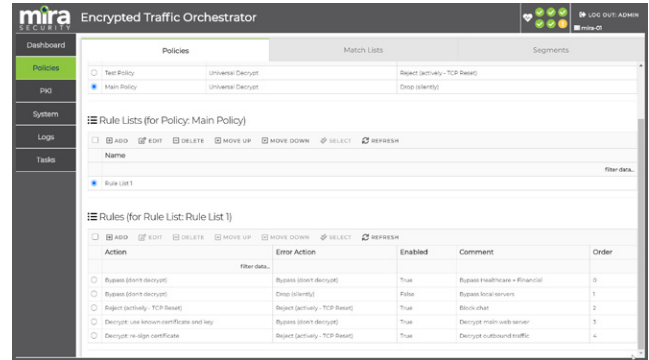 mira Encrypted Traffic Orchestrator LOG OUT: ADMIN
SECURITY mira-01
Dashboard
Policies
PKI
System
Logs
Tasks
Policies Match Lists Segments
Test Policy Universal Decrypt Reject (actively - TCP Reset)
Main Policy Universal Decrypt Drop (silently)
Rule Lists (for Policy: Main Policy)
ADD EDIT DELETE MOVE UP MOVE DOWN SELECT REFRESH
Name
filter data...
Rule List 1
Rules (for Rule List: Rule List 1)
ADD EDIT DELETE MOVE UP MOVE DOWN SELECT REFRESH
Action Error Action Enabled Comment Order
filter data...
Bypass (don't decrypt) Bypass (don't decrypt) True Bypass Healthcare + Financial 0
Bypass (don't decrypt) Drop (silently) False Bypass local servers 1
Reject (actively - TCP Reset) Reject (actively - TCP Reset) True Block chat 2
Decrypt: use known certificate and key Bypass (don't decrypt) True Decrypt main web server 3
Decrypt: re-sign certificate Reject (actively - TCP Reset) True Decrypt outbound traffic 4